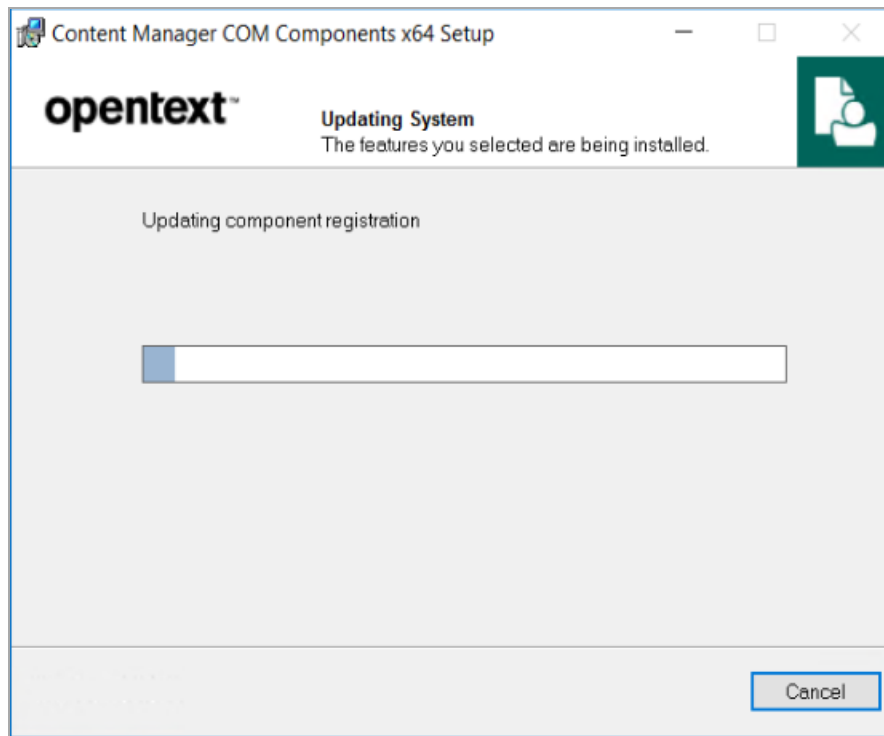 Content Manager COM Components x64 Setup
opentext™
Updating System
The features you selected are being installed.
Updating component registration
Cancel